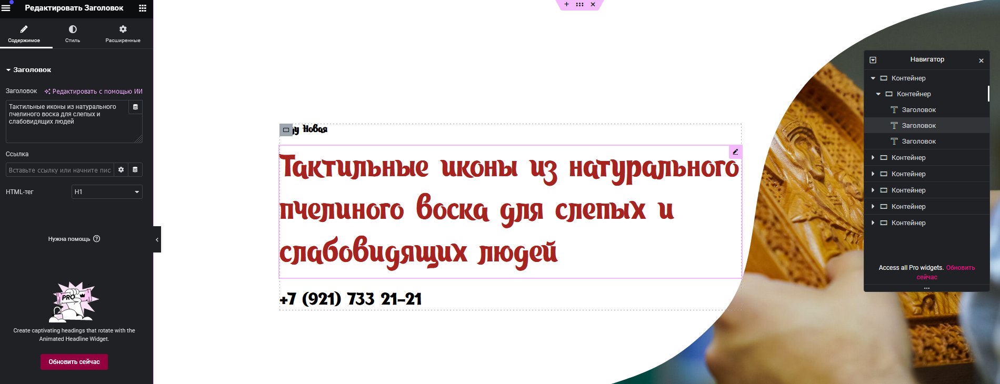 Редактировать Заголовок
Содержимое
Стиль
Расширенные
Заголовок
Заголовок
Редактировать с помощью ИИ
Тактильные иконы из натурального
пчелиного воска для слепых и
слабовидящих людей
Ссылка
Вставьте ссылку или начните пис
HTML-тег
H1
Нужна помощь
PRO
Create captivating headings that rotate with the
Animated Headline Widget.
Обновить сейчас
Новая
Тактильные иконы из натурального
пчелиного воска для слепых и
слабовидящих людей
+7 (921) 733 21-21
Навигатор
Контейнер
Контейнер
Заголовок
Заголовок
Заголовок
Контейнер
Контейнер
Контейнер
Контейнер
Контейнер
Access all Pro widgets. Обновить
сейчас